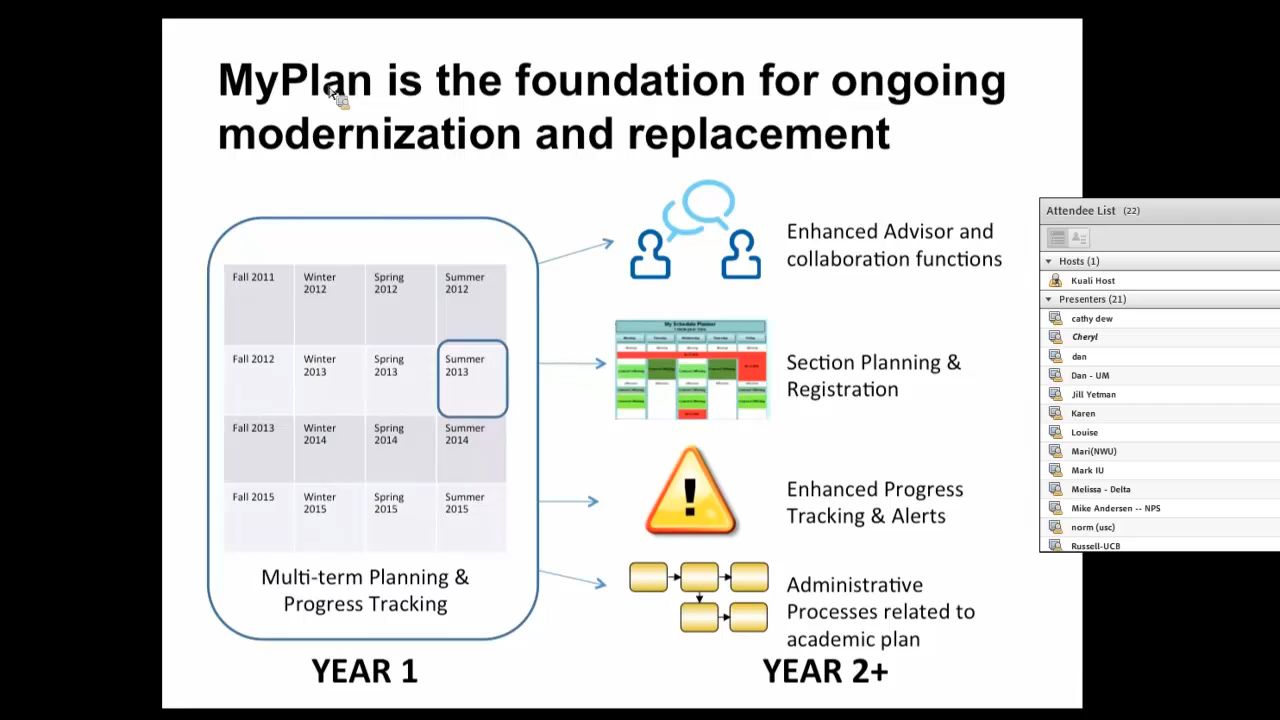 MyPlan is the foundation for ongoing
modernization and replacement
Fall 2011
Winter
2012
Spring
2012
Summer
2012
Fall 2012
Winter
2013
Spring
2013
Summer
2013
Fall 2013
Winter
2014
Spring
2014
Summer
2014
Fall 2015
Winter
2015
Spring
2015
Summer
2015
Multi-term Planning &
Progress Tracking
YEAR 1
Enhanced Advisor and
collaboration functions
My Schedule Planner
Section Planning &
Registration
!
Enhanced Progress
Tracking & Alerts
Administrative
Processes related to
academic plan
YEAR 2+
Attendee List (22)
Hosts (1)
Kuali Host
Presenters (21)
cathy dew
Cheryl
dan
Dan - UM
Jill Yetman
Karen
Louise
Mari(NWU)
Mark IU
Melissa - Delta
Mike Andersen -- NPS
norm (usc)
Russell-UCB